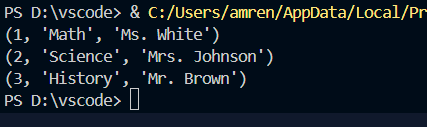 PS D:\vscode> & C:/Users/amren/AppData/Local/Pr
(1, 'Math', 'Ms. White')
(2, 'Science', 'Mrs. Johnson')
(3, 'History', 'Mr. Brown')
PS D:\vscode>